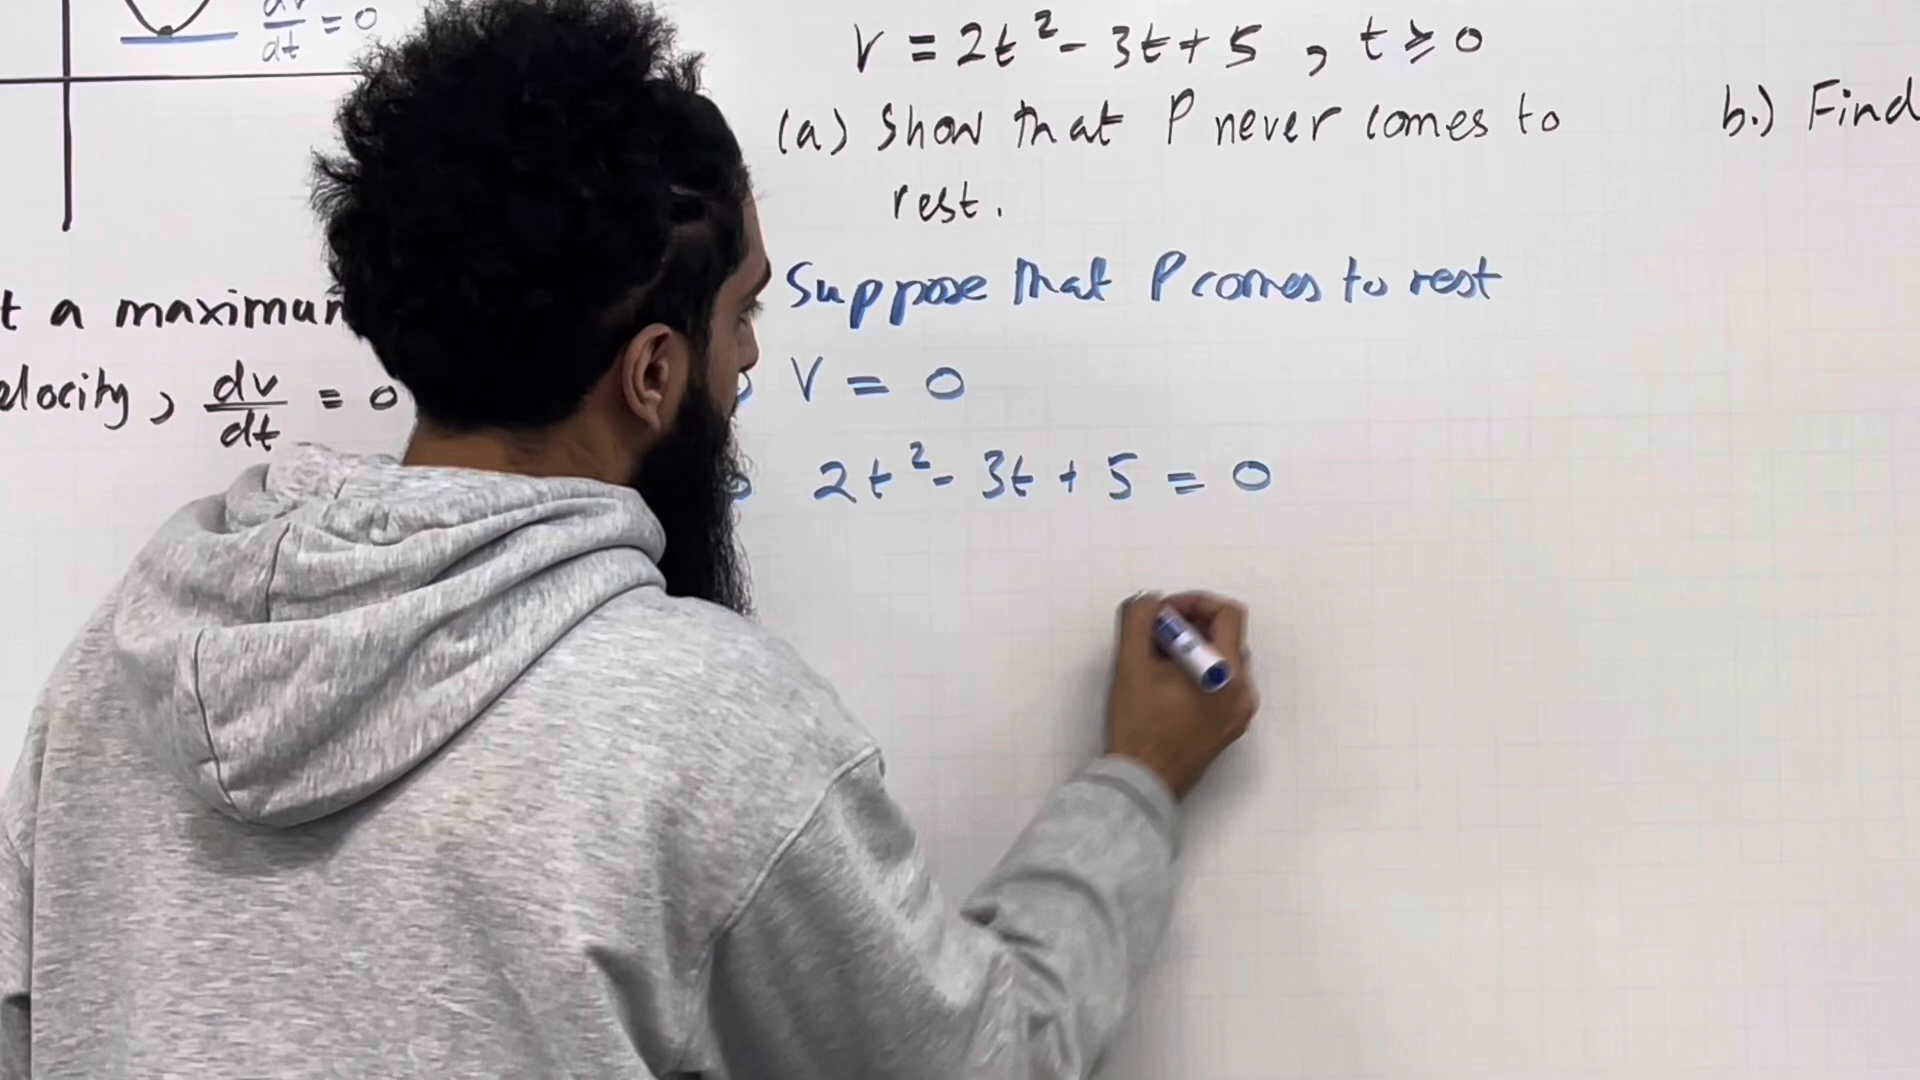 dv/dt = 0
t a maximum
elocity, dv/dt = 0
v = 2t² - 3t + 5 , t ⩾ 0
(a) Show that P never comes to
rest.
Suppose that P comes to rest
V = 0
2t² - 3t + 5 = 0
b.) Find